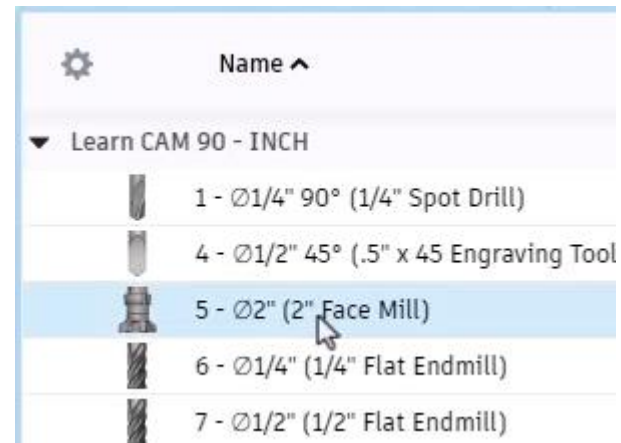 Name
Learn CAM 90 - INCH
1 - ∅1/4" 90° (1/4" Spot Drill)
4 - ∅1/2" 45° (.5" x 45 Engraving Tool
5 - ∅2" (2" Face Mill)
6 - ∅1/4" (1/4" Flat Endmill)
7 - ∅1/2" (1/2" Flat Endmill)